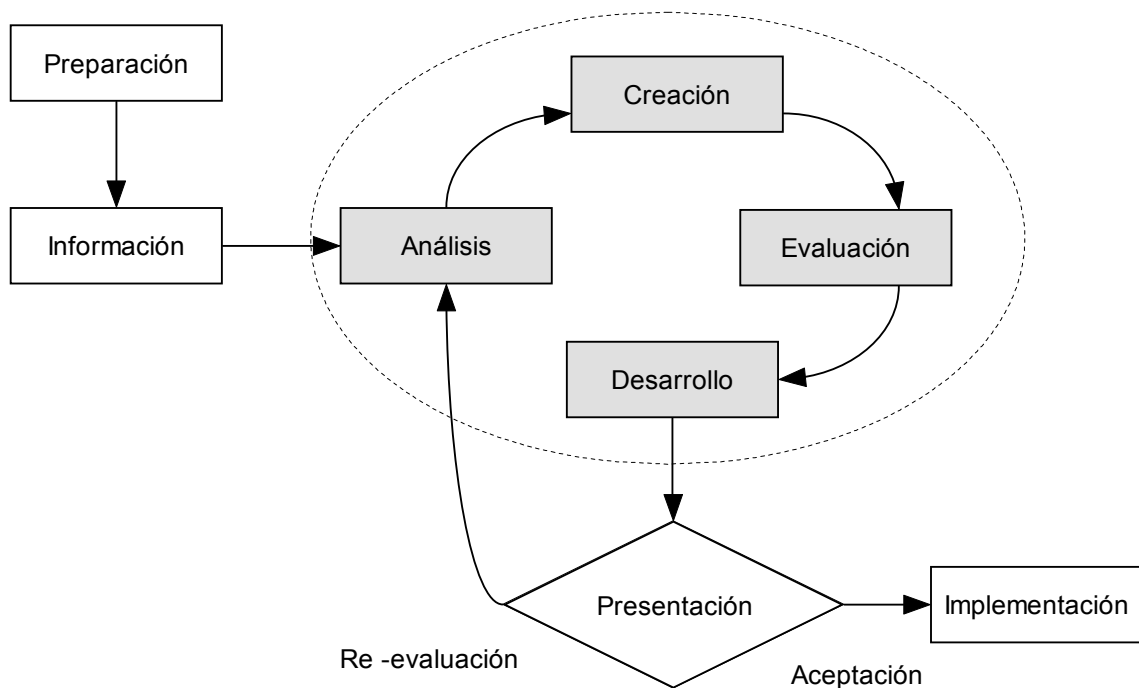 Preparación
Creación
Información
Análisis
Evaluación
Desarrollo
Presentación
Implementación
Re -evaluación
Aceptación